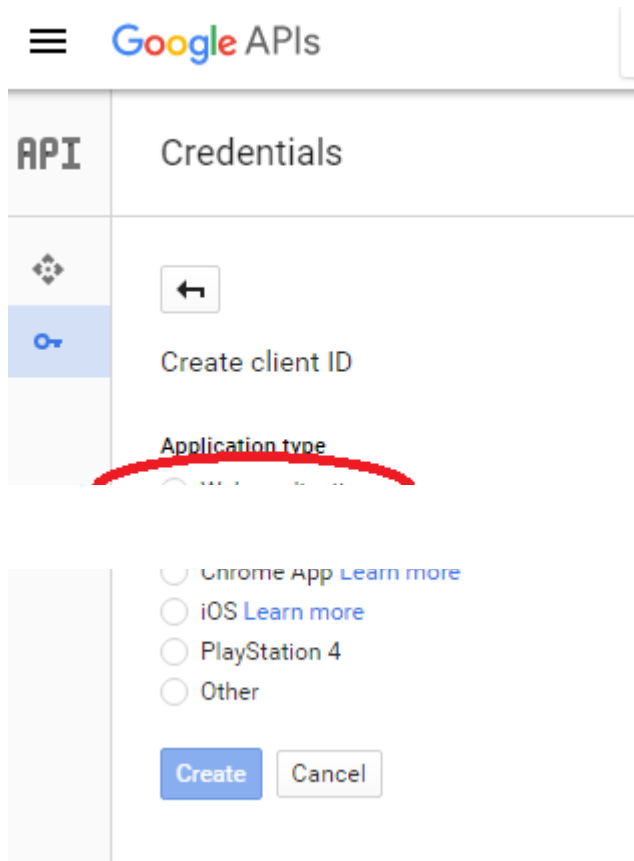 Google APIs
API
Credentials
Create client ID
Application type
Chrome App Learn more
iOS Learn more
PlayStation 4
Other
Create
Cancel